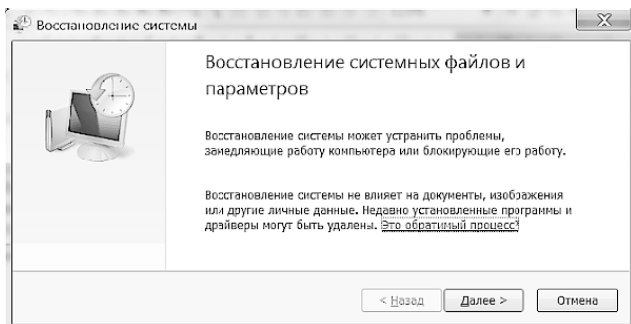 Восстановление системы
Восстановление системных файлов и
параметров
Восстановление системы может устранить проблемы,
замедляющие работу компьютера или блокирующие его работу.
Восстановление системы не влияет на документы, изображения
или другие личные данные. Недавно установленные программы и
драйверы могут быть удалены. Это обратимый процесс?
< Назад Далее > Отмена